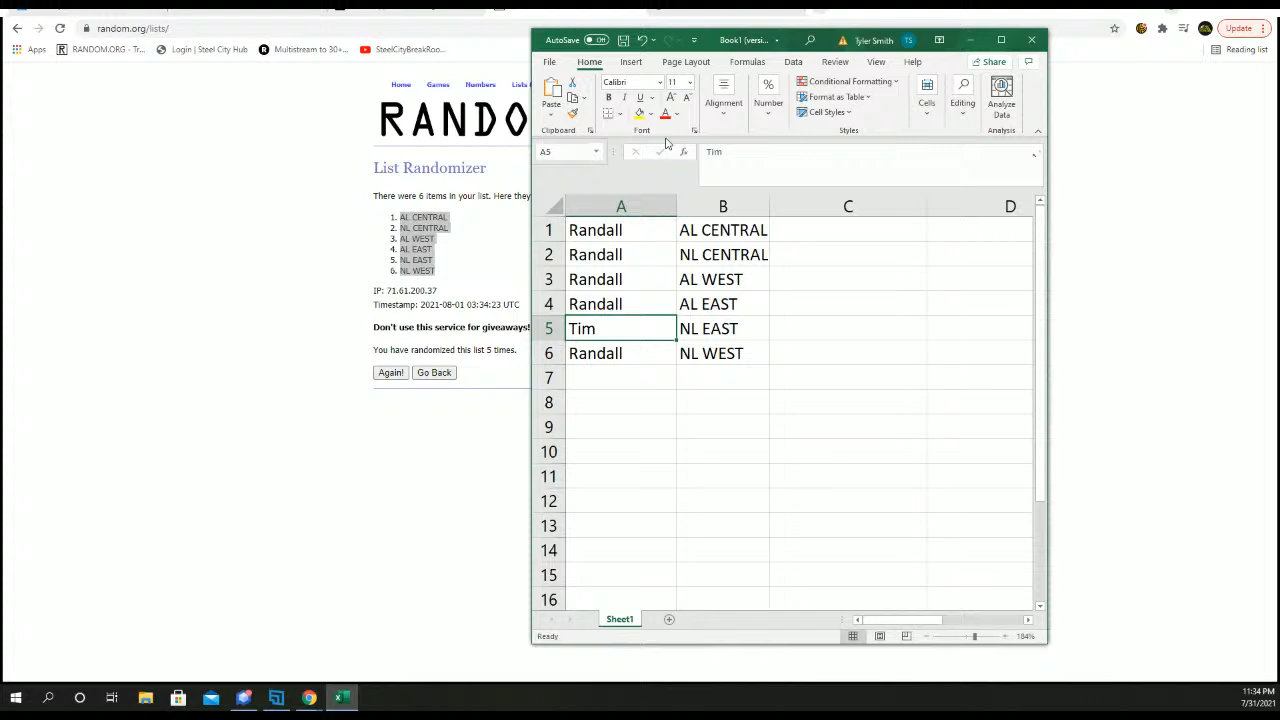 random.org/lists/
Update
Apps
RANDOM.ORG - Tr...
Login | Steel City Hub
Multistream to 30+...
SteelCityBreakRoo...
Reading list
Home
Games
Numbers
RANDO
List Randomizer
There were 6 items in your list. Here they
1. AL CENTRAL
2. NL CENTRAL
3. AL WEST
4. AL EAST
5. NL EAST
6. NL WEST
IP: 71.61.200.37
Timestamp: 2021-08-01 03:34:23 UTC
Don't use this service for giveaways!
You have randomized this list 5 times.
Again!
Go Back
AutoSave
Off
Book1 (versi...
Tyler Smith
TS
File
Home
Insert
Page Layout
Formulas
Data
Review
View
Help
Share
Paste
Clipboard
Calibri
11
B I U
Font
Alignment
Number
Conditional Formatting
Format as Table
Cell Styles
Styles
Cells
Editing
Analyze
Data
Analysis
A5
fx
Tim
A B C D
1 Randall AL CENTRAL
2 Randall NL CENTRAL
3 Randall AL WEST
4 Randall AL EAST
5 Tim NL EAST
6 Randall NL WEST
7
8
9
10
11
12
13
14
15
16
Sheet1
Ready
184%
11:34 PM
7/31/2021